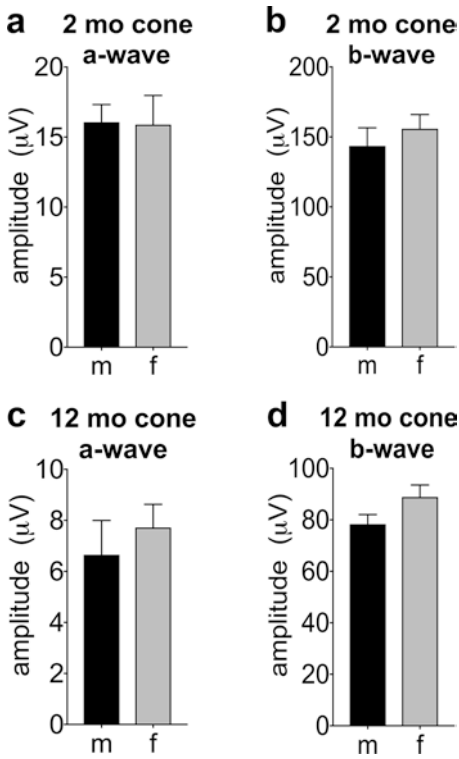 a 2 mo cone
a-wave
amplitude (μV)
20
15
10
5
0
m f
b 2 mo cone
b-wave
amplitude (μV)
200
150
100
50
0
m f
c 12 mo cone
a-wave
amplitude (μV)
10
8
6
4
2
0
m f
d 12 mo cone
b-wave
amplitude (μV)
100
80
60
40
20
0
m f